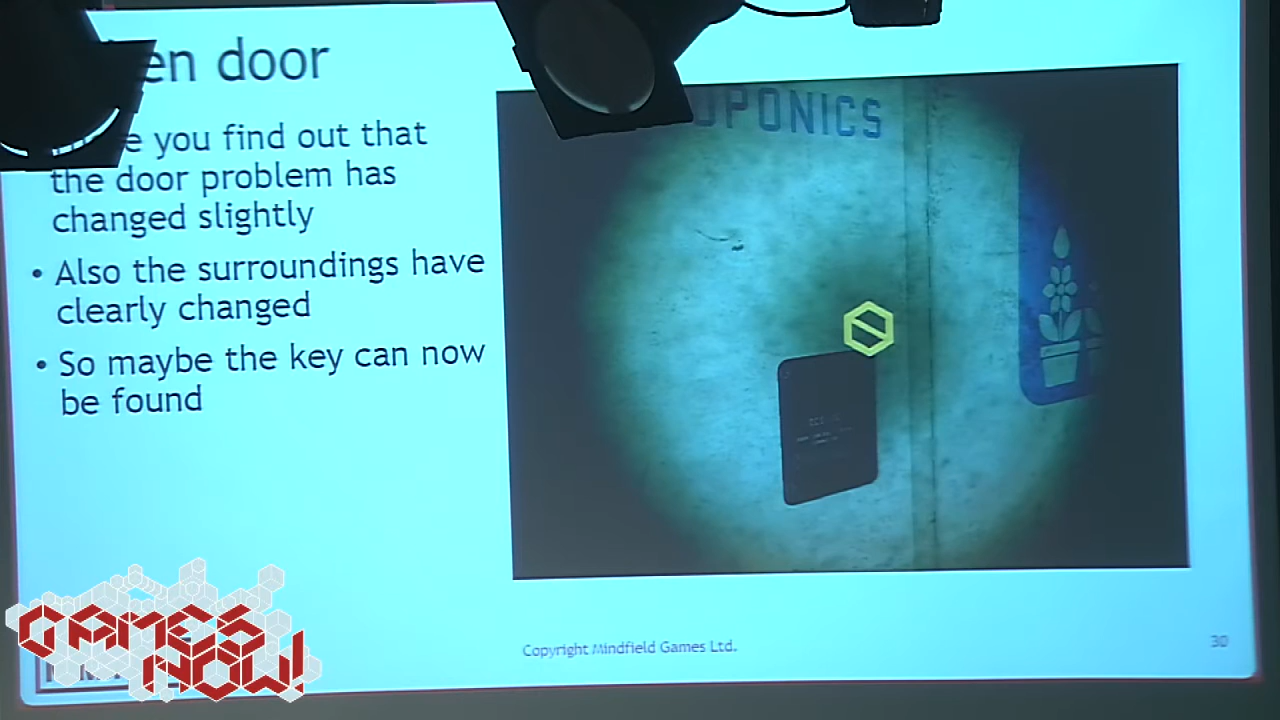 en door
e you find out that
the door problem has
changed slightly
• Also the surroundings have
clearly changed
• So maybe the key can now
be found
PONICS
Copyright Mindfield Games Ltd.
30
GAMES
NOW!